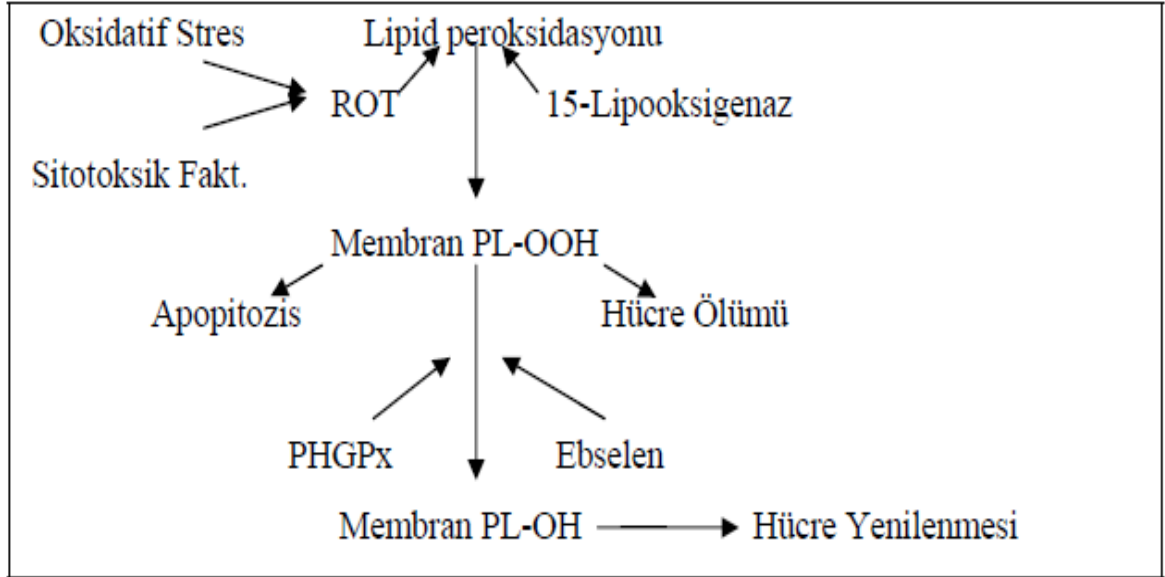 Oksidatif Stres Lipid peroksidasyonu
ROT 15-Lipooksigenaz
Sitotoksik Fakt.
Membran PL-OOH
Apopitozis Hücre Ölümü
PHGPx Ebselen
Membran PL-OH Hücre Yenilenmesi